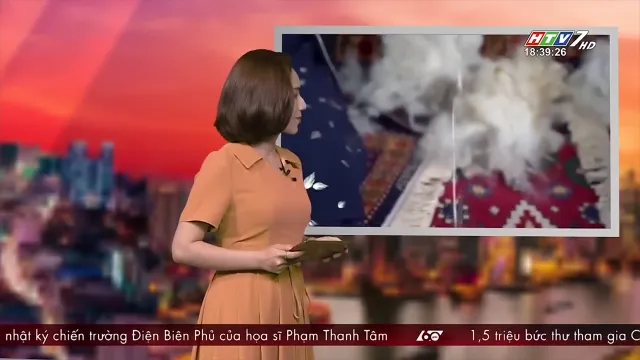 HTV7 HD
18:39:26
nhật ký chiến trường Điện Biên Phủ của họa sĩ Phạm Thanh Tâm 60 1,5 triệu bức thư tham gia C